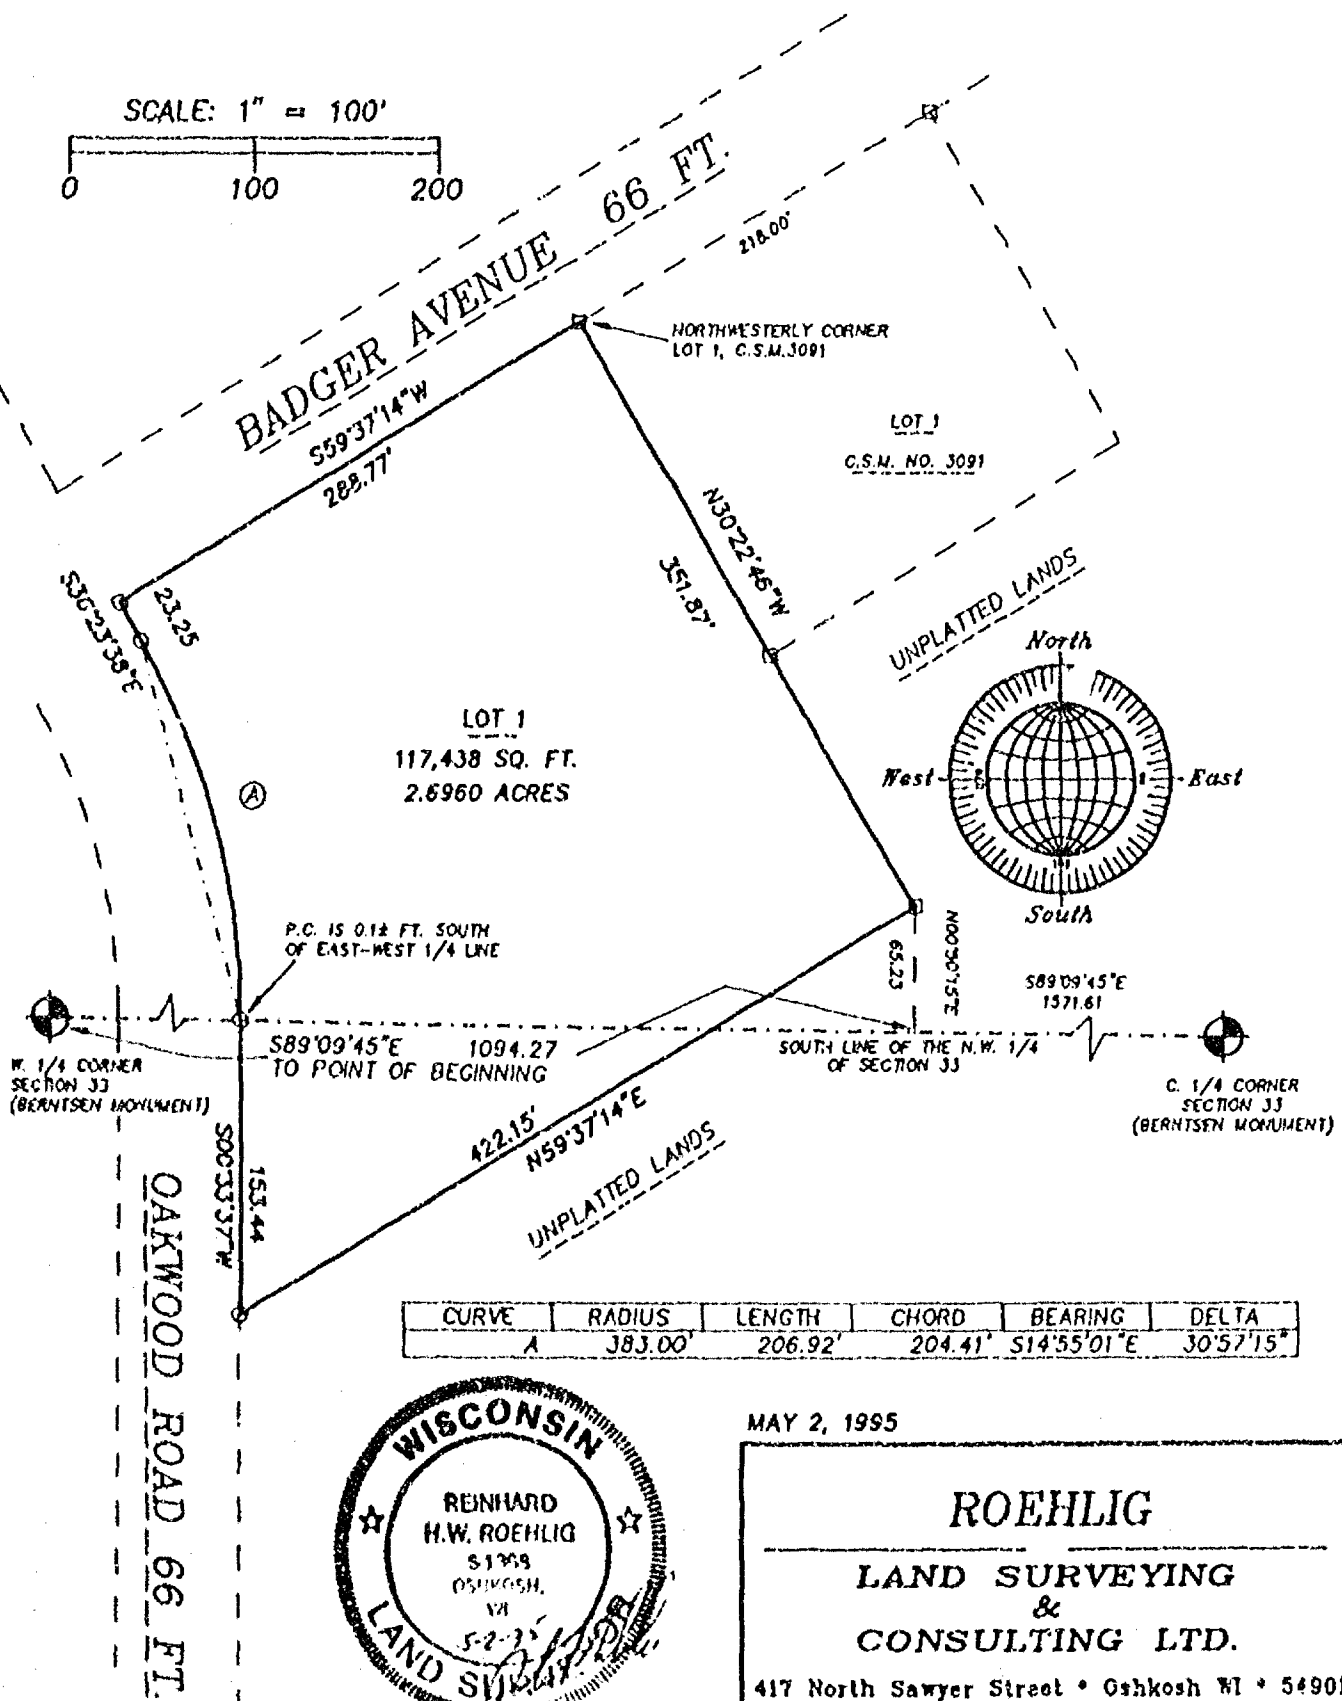 SCALE: 1" = 100'
0 100 200
BADGER AVENUE 66 FT.
218.00'
NORTHWESTERLY CORNER
LOT 1, C.S.M.3091
S59°37'14"W
288.77'
LOT 1
C.S.M. NO. 3091
N30°22'46"W
351.87'
UNPLATTED LANDS
23.25
North
West East
South
LOT 1
117,438 SQ. FT.
2.6960 ACRES
A
P.C. IS 0.1± FT. SOUTH
OF EAST-WEST 1/4 LINE
65.23
S89°09'45"E
1571.61
S89°09'45"E 1094.27
TO POINT OF BEGINNING
SOUTH LINE OF THE N.W. 1/4
OF SECTION 33
W. 1/4 CORNER
SECTION 33
(BERNTSEN MONUMENT)
C. 1/4 CORNER
SECTION 33
(BERNTSEN MONUMENT)
422.15'
N59°37'14"E
UNPLATTED LANDS
153.44
S00°33'37"W
OAKWOOD ROAD 66 FT.
CURVE RADIUS LENGTH CHORD BEARING DELTA
A 383.00' 206.92' 204.41' S14°55'01"E 30°57'15"
WISCONSIN
REINHARD
H.W. ROEHLIG
OSHKOSH,
LAND
MAY 2, 1995
ROEHLIG
LAND SURVEYING
&
CONSULTING LTD.
417 North Sawyer Street * Oshkosh WI *